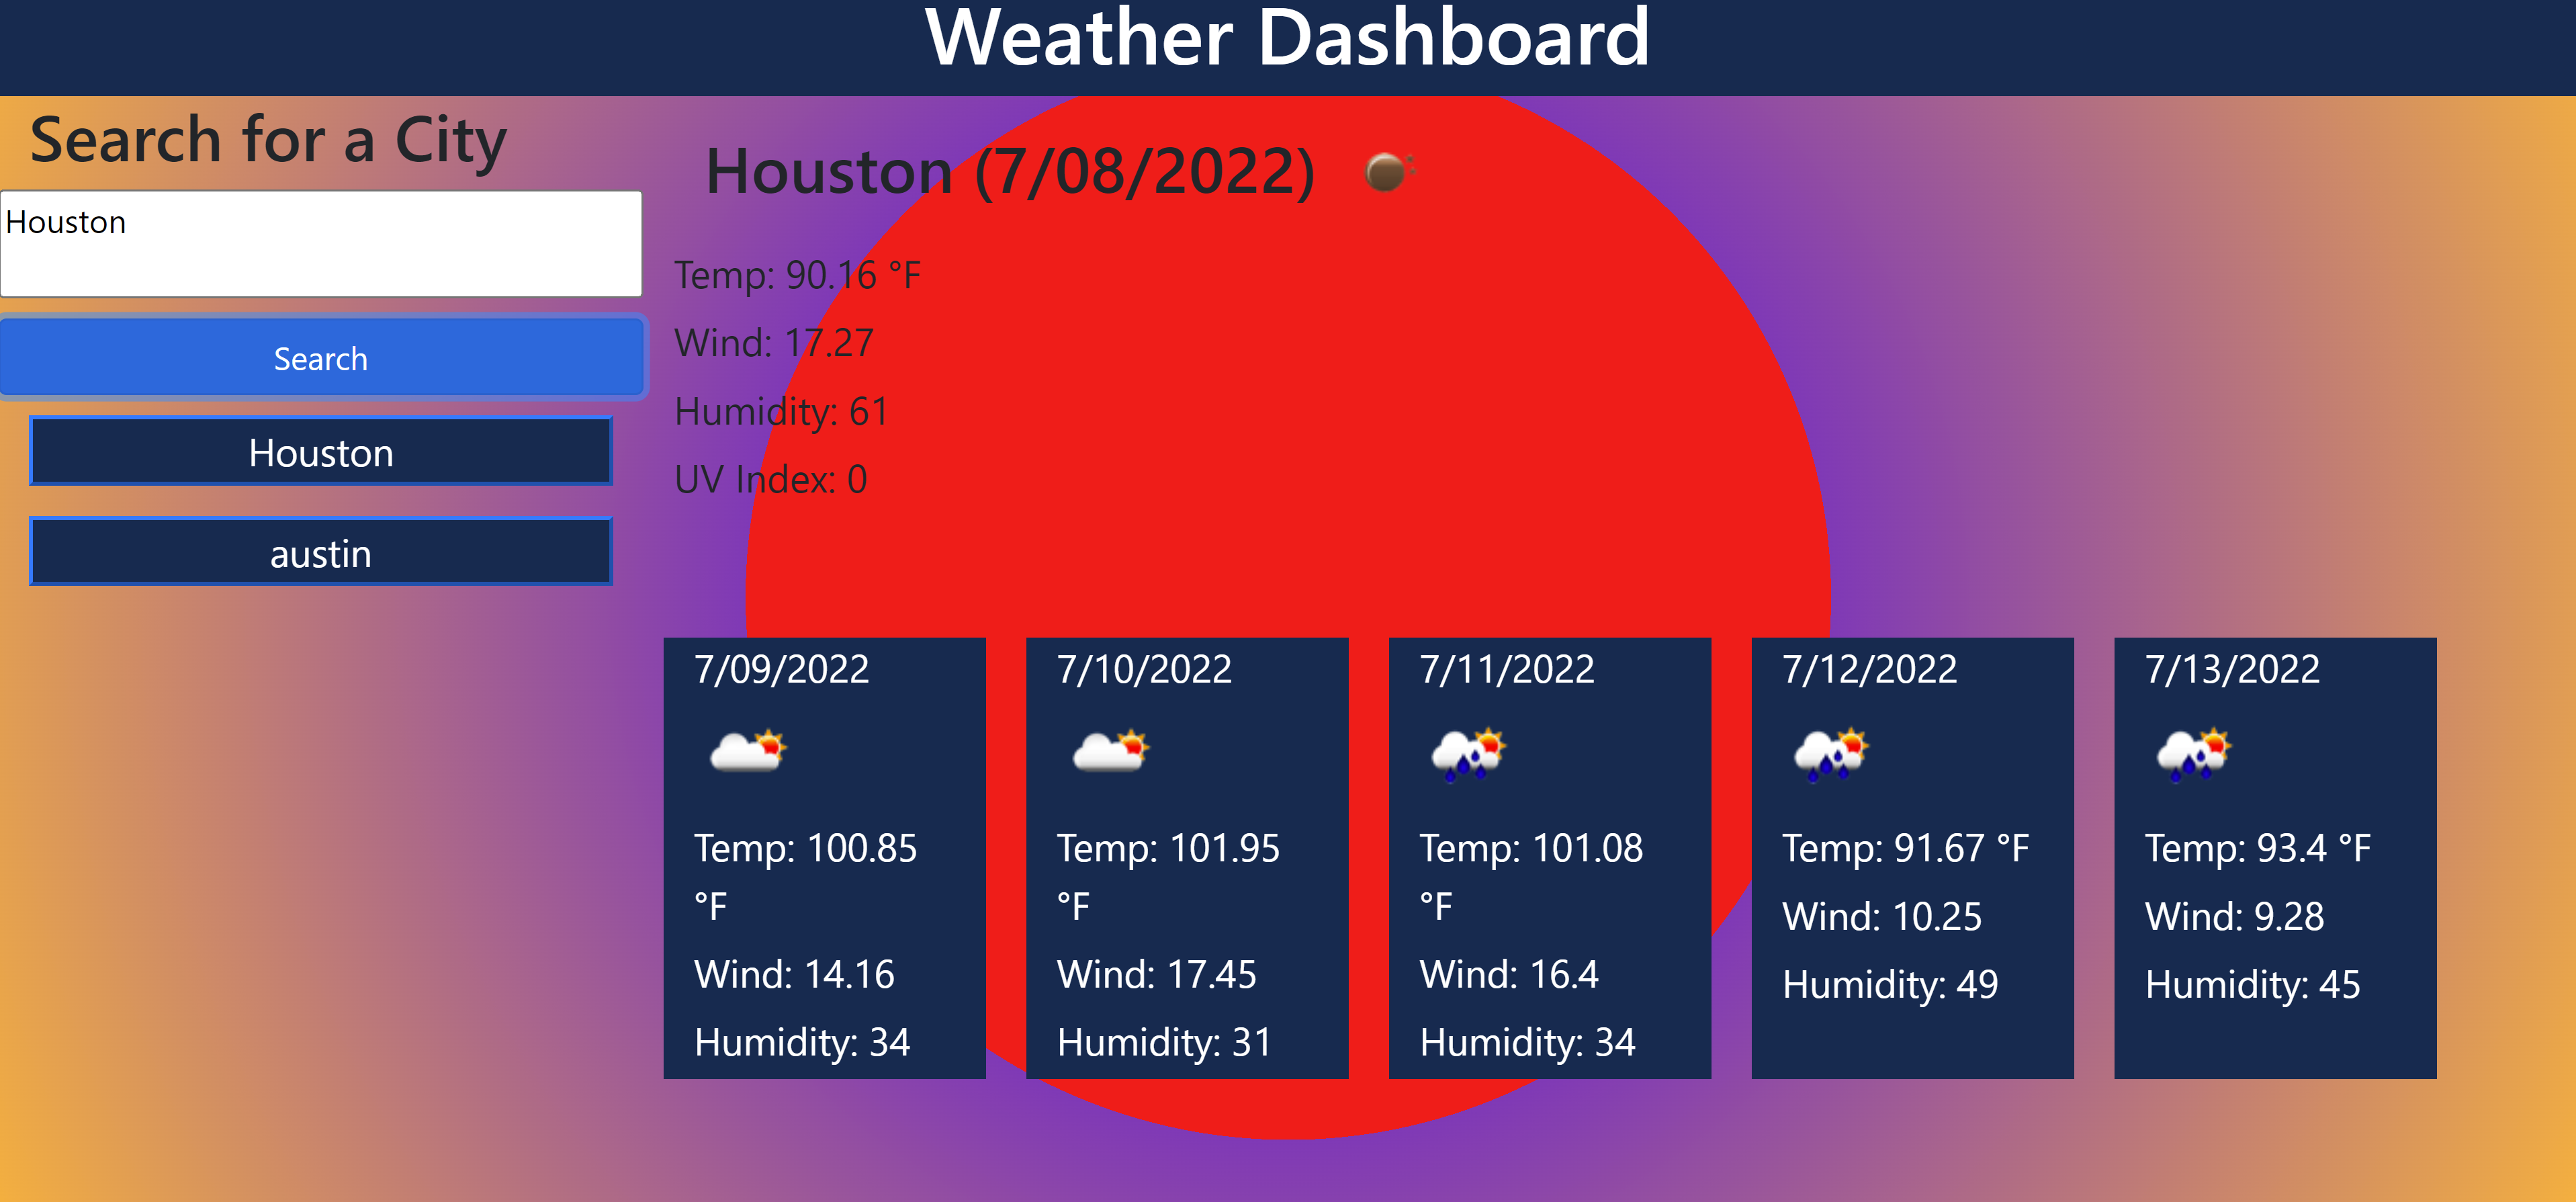 Weather Dashboard
Search for a City
Houston
Search
Houston
austin
Houston (7/08/2022)
Temp: 90.16 °F
Wind: 17.27
Humidity: 61
UV Index: 0
7/09/2022
Temp: 100.85
°F
Wind: 14.16
Humidity: 34
7/10/2022
Temp: 101.95
°F
Wind: 17.45
Humidity: 31
7/11/2022
Temp: 101.08
°F
Wind: 16.4
Humidity: 34
7/12/2022
Temp: 91.67 °F
Wind: 10.25
Humidity: 49
7/13/2022
Temp: 93.4 °F
Wind: 9.28
Humidity: 45